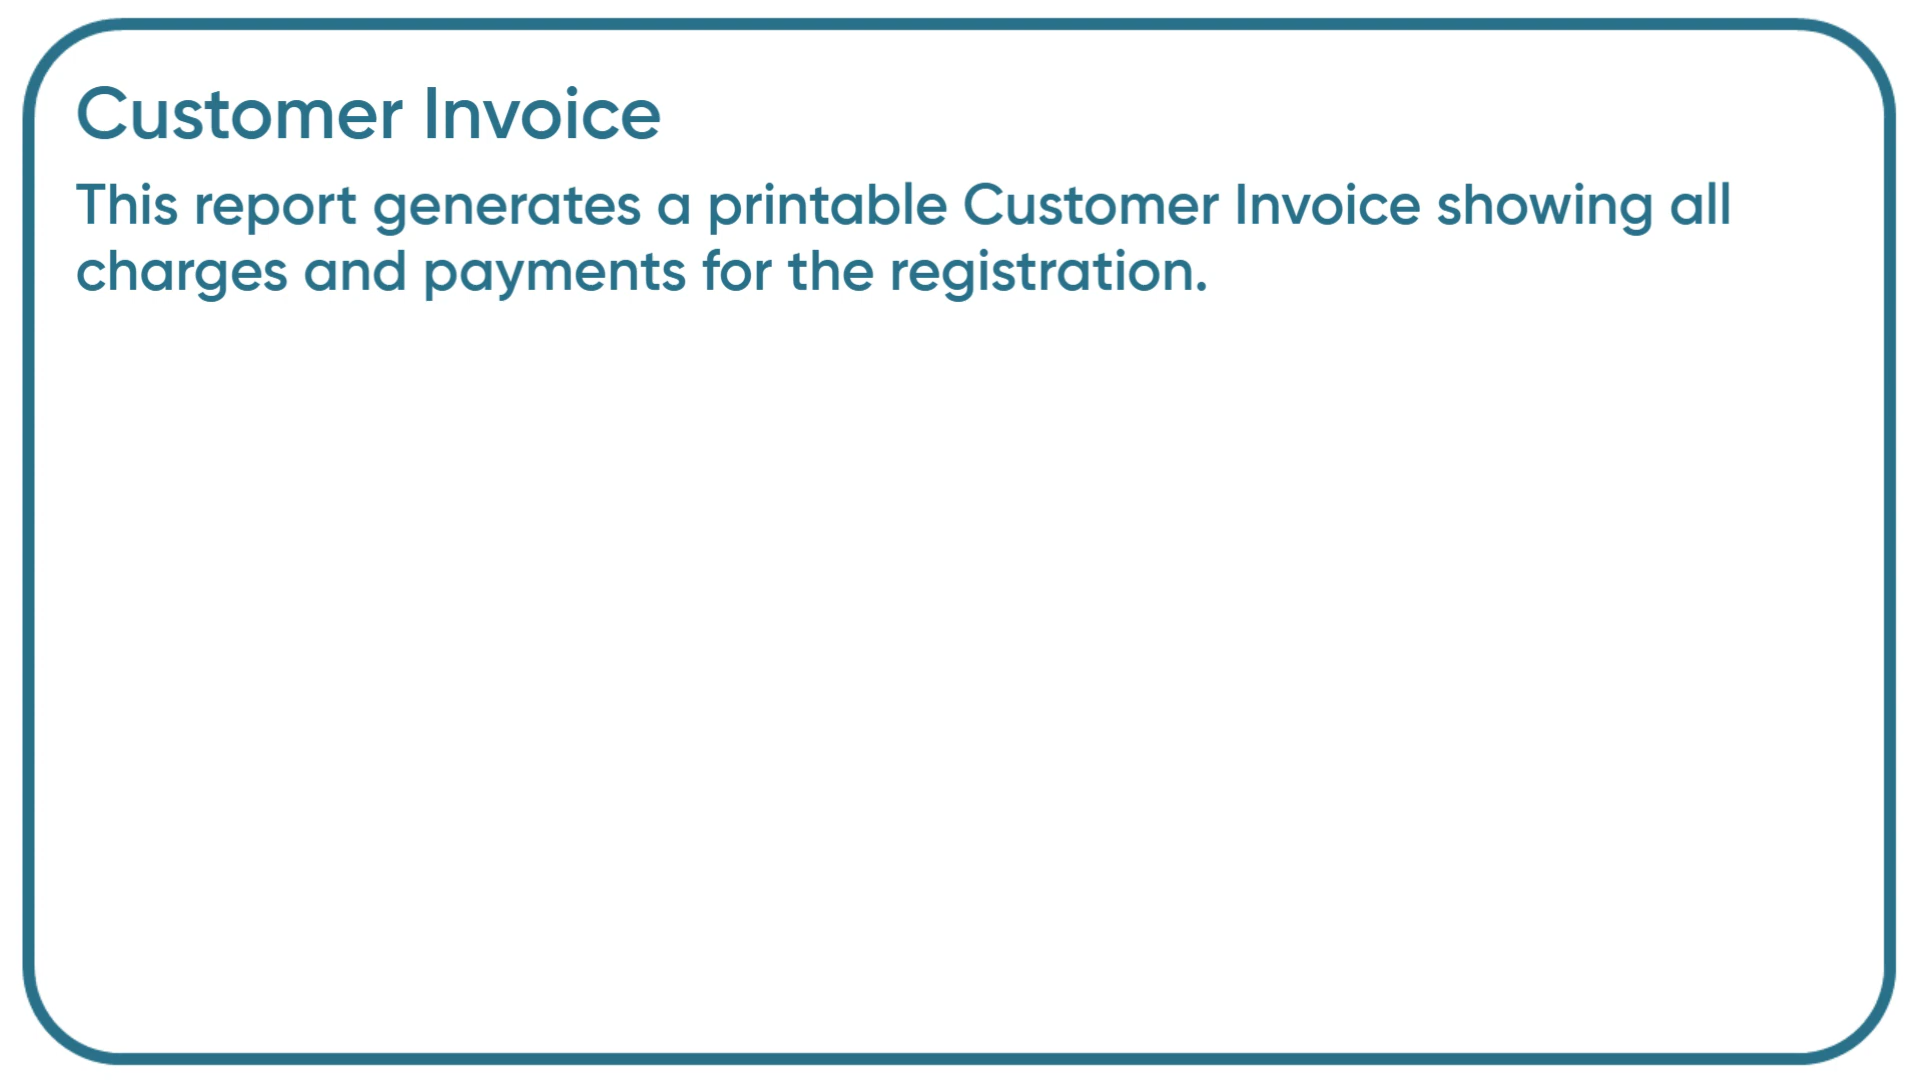 Customer Invoice
This report generates a printable Customer Invoice showing all
charges and payments for the registration.